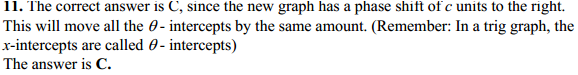 11. The correct answer is C, since the new graph has a phase shift of c units to the right.
This will move all the θ- intercepts by the same amount. (Remember: In a trig graph, the
x-intercepts are called θ- intercepts)
The answer is C.